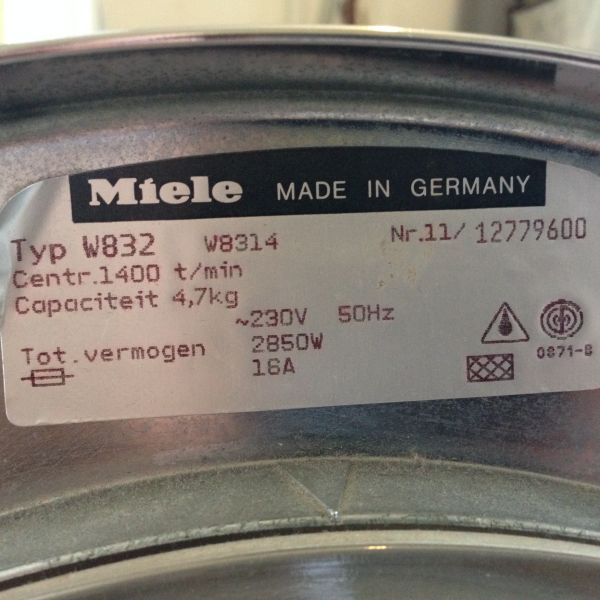 Miele MADE IN GERMANY
Typ W832 W8314 Nr.11/ 12779600
Centr.1400 t/min
Capaciteit 4,7kg
~230V 50Hz
Tot.vermogen 2850W
16A
0871-B